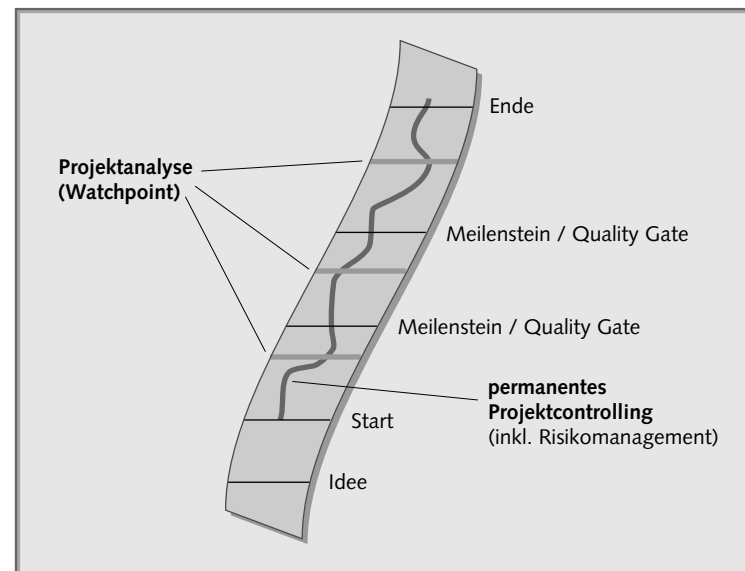 Ende
Projektanalyse
(Watchpoint)
Meilenstein / Quality Gate
Meilenstein / Quality Gate
permanentes
Projektcontrolling
(inkl. Risikomanagement)
Start
Idee